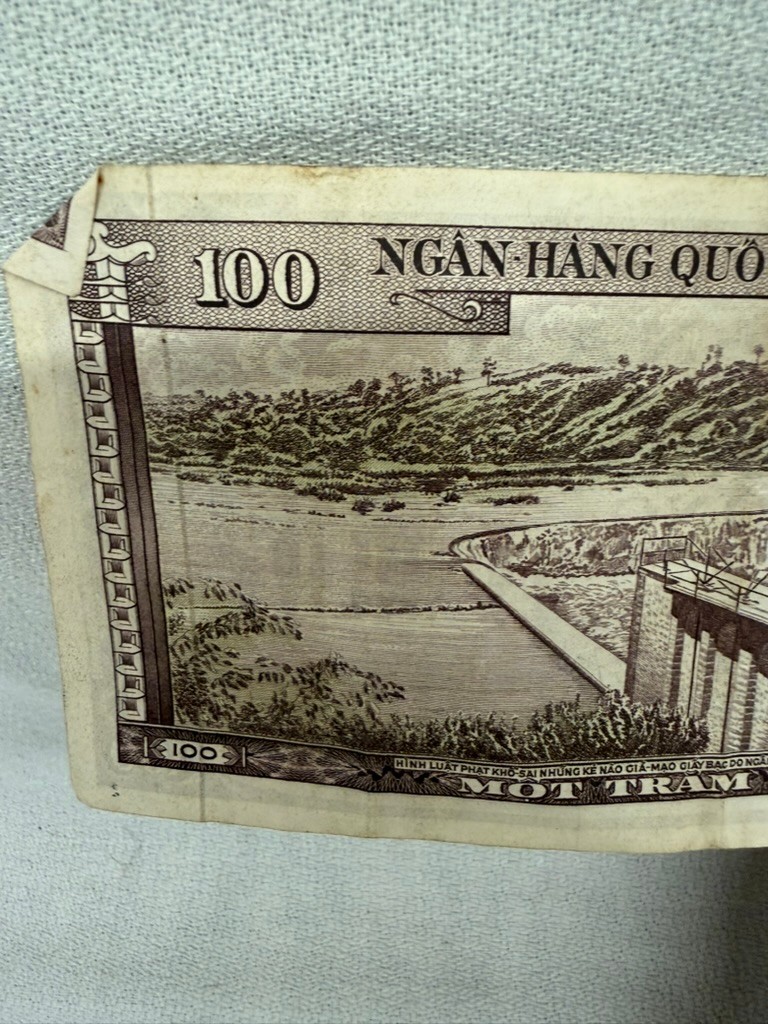 100
NGÂN-HÀNG QUÔ
100
HÌNH LUẬT PHẠT KHỔ-SAI NHỮNG KẺ NÀO GIẢ-MẠO GIẤY BẠC DO NGÂ
MỘT TRĂM